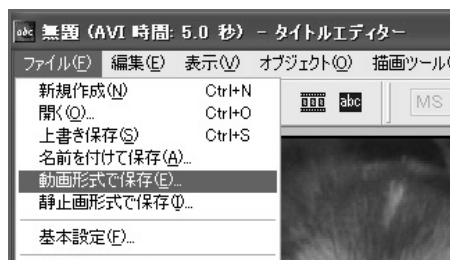 abc 無題 (AVI 時間: 5.0 秒) - タイトルエディター
ファイル(F) 編集(E) 表示(V) オブジェクト(O) 描画ツール(
新規作成(N) Ctrl+N
開く(O)... Ctrl+O
上書き保存(S) Ctrl+S
名前を付けて保存(A)...
動画形式で保存(E)...
静止画形式で保存(I)...
基本設定(F)...
abc MS